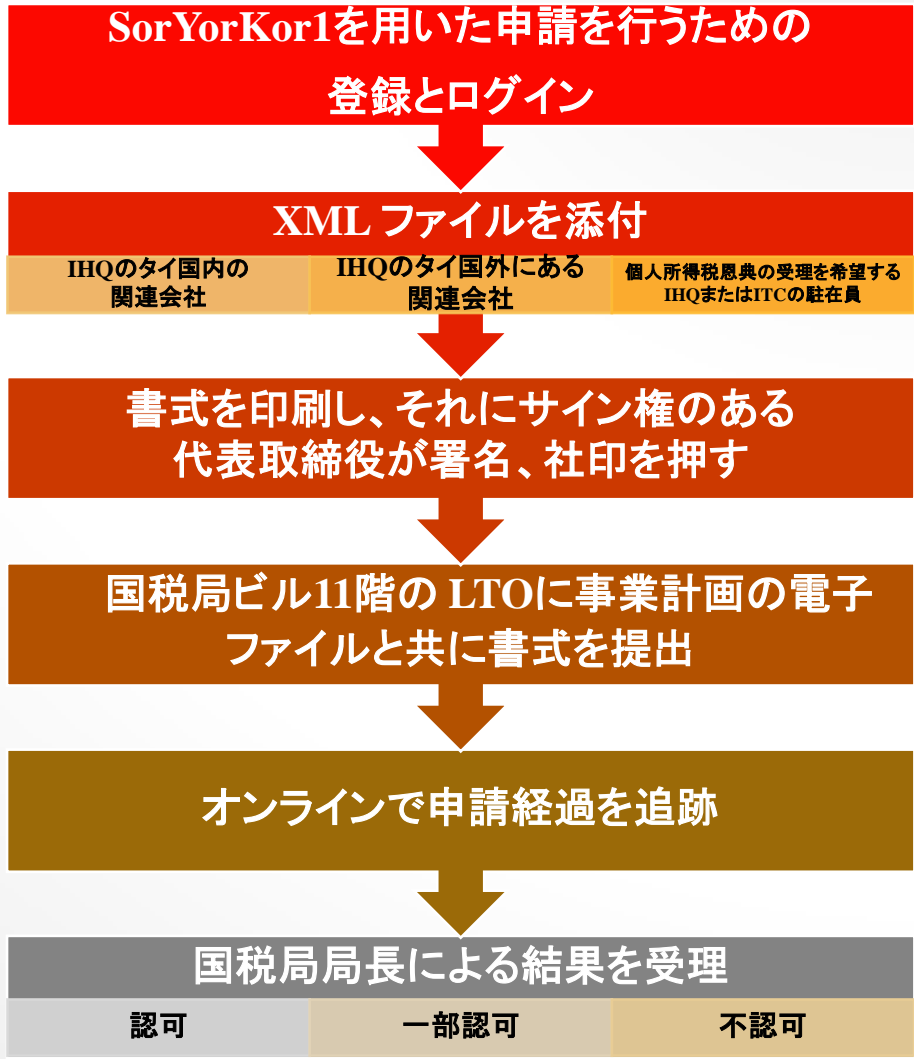 SorYorKor1を用いた申請を行うための
登録とログイン
XML ファイルを添付
IHQのタイ国内の
関連会社
IHQのタイ国外にある
関連会社
個人所得税恩典の受理を希望する
IHQまたはITCの駐在員
書式を印刷し、それにサイン権のある
代表取締役が署名、社印を押す
国税局ビル11階の LTOに事業計画の電子
ファイルと共に書式を提出
オンラインで申請経過を追跡
国税局局長による結果を受理
認可
一部認可
不認可